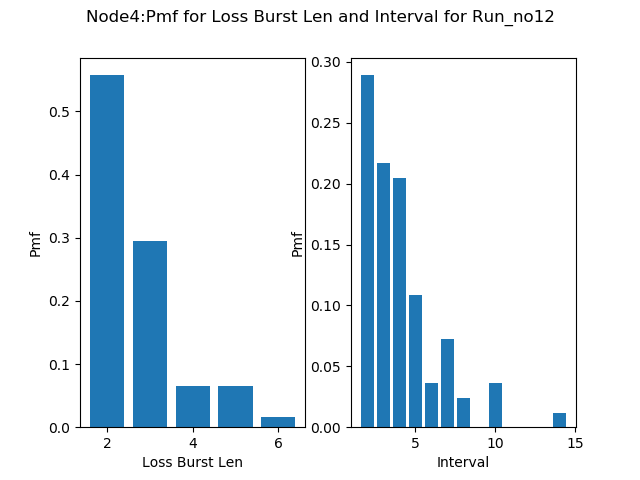 Node4:Pmf for Loss Burst Len and Interval for Run_no12
0.5
0.4
0.3
0.2
0.1
0.0
Pmf
2 4 6
Loss Burst Len
0.30
0.25
0.20
0.15
0.10
0.05
0.00
Pmf
5 10 15
Interval